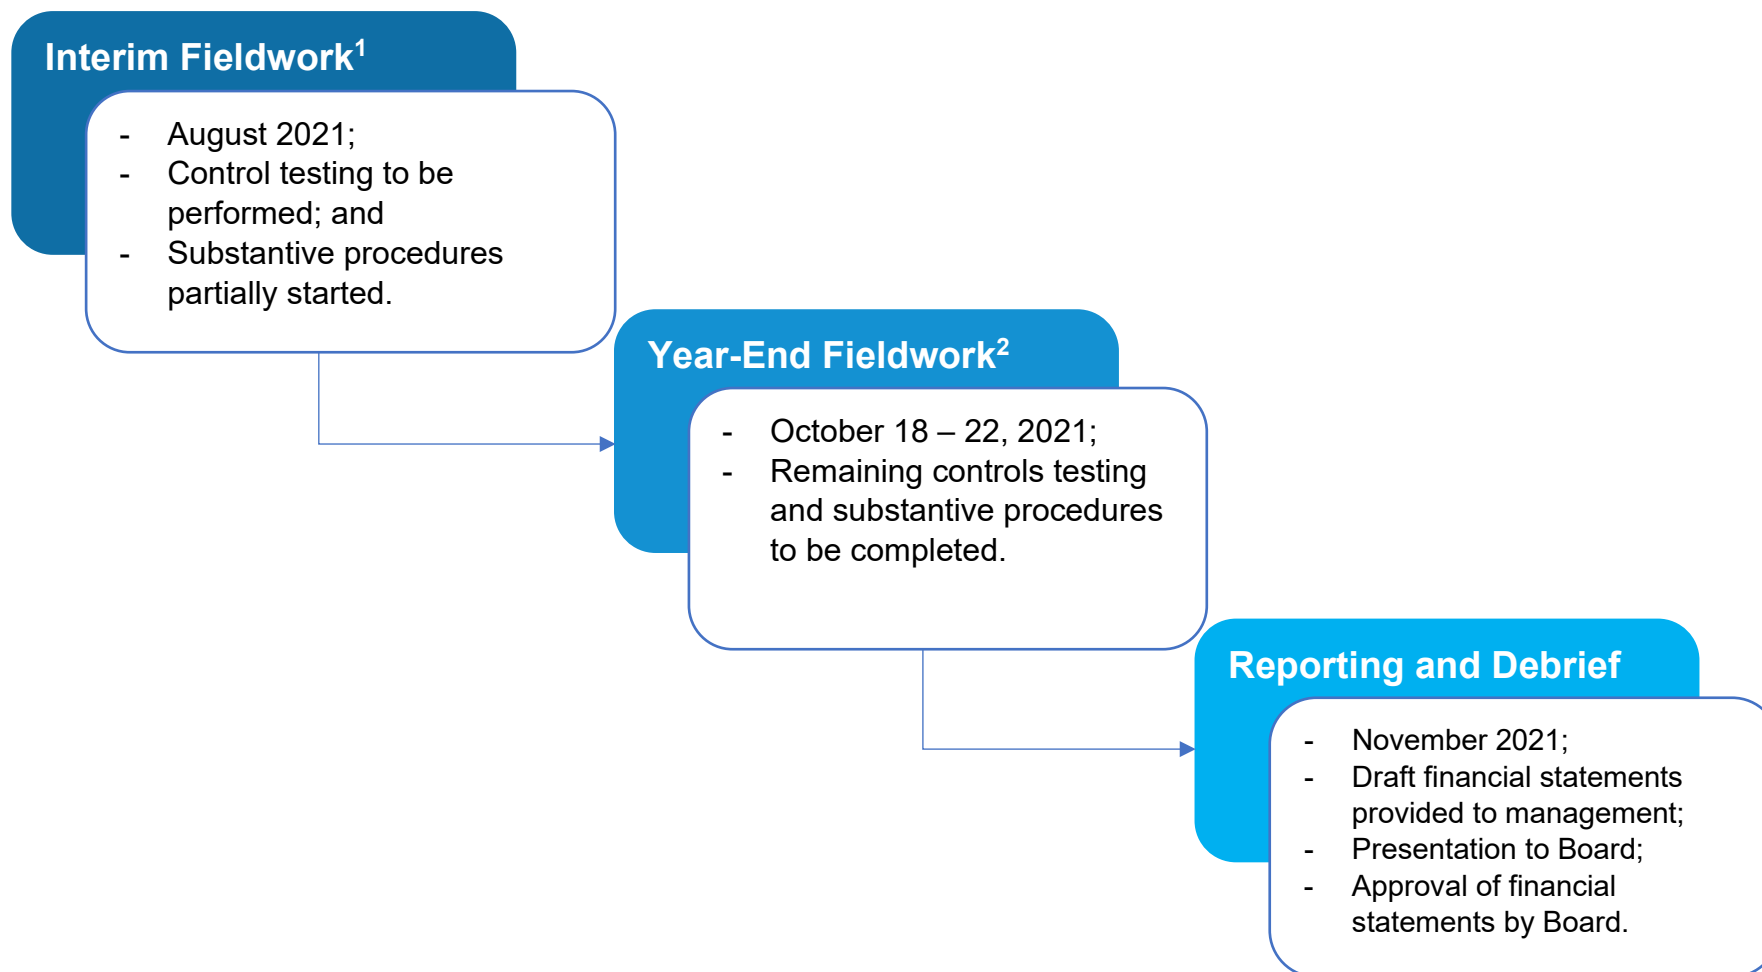 Interim Fieldwork1
- August 2021;
- Control testing to be
performed; and
- Substantive procedures
partially started.
Year-End Fieldwork2
- October 18 – 22, 2021;
- Remaining controls testing
and substantive procedures
to be completed.
Reporting and Debrief
- November 2021;
- Draft financial statements
provided to management;
- Presentation to Board;
- Approval of financial
statements by Board.